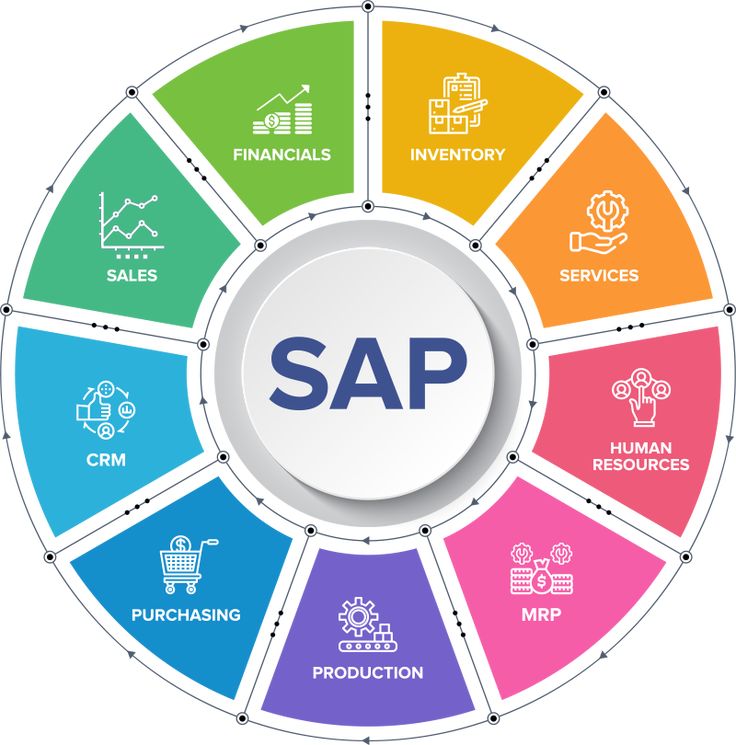 FINANCIALS
INVENTORY
SALES
SERVICES
SAP
CRM
HUMAN
RESOURCES
PURCHASING
MRP
PRODUCTION